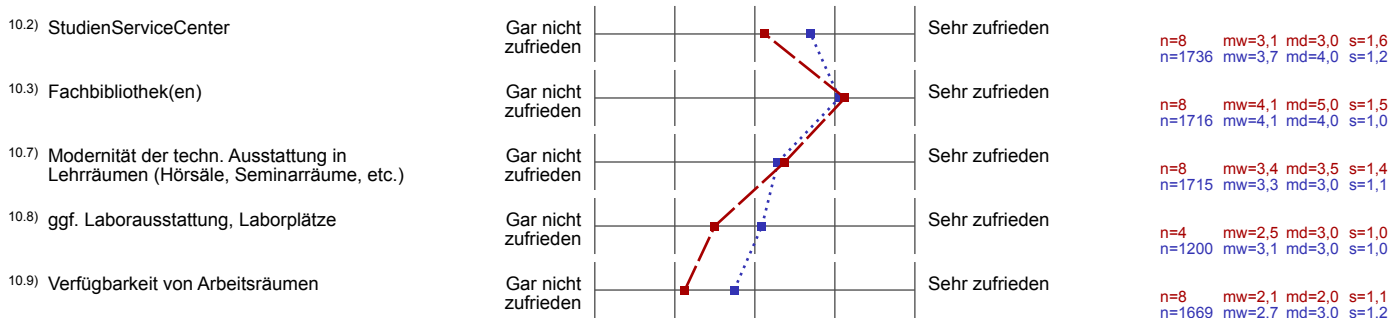 10.2) StudienServiceCenter
Gar nicht zufrieden
Sehr zufrieden
n=8 mw=3,1 md=3,0 s=1,6
n=1736 mw=3,7 md=4,0 s=1,2
10.3) Fachbibliothek(en)
Gar nicht zufrieden
Sehr zufrieden
n=8 mw=4,1 md=5,0 s=1,5
n=1716 mw=4,1 md=4,0 s=1,0
10.7) Modernität der techn. Ausstattung in
Lehrräumen (Hörsäle, Seminarräume, etc.)
Gar nicht zufrieden
Sehr zufrieden
n=8 mw=3,4 md=3,5 s=1,4
n=1715 mw=3,3 md=3,0 s=1,1
10.8) ggf. Laborausstattung, Laborplätze
Gar nicht zufrieden
Sehr zufrieden
n=4 mw=2,5 md=3,0 s=1,0
n=1200 mw=3,1 md=3,0 s=1,0
10.9) Verfügbarkeit von Arbeitsräumen
Gar nicht zufrieden
Sehr zufrieden
n=8 mw=2,1 md=2,0 s=1,1
n=1669 mw=2,7 md=3,0 s=1,2